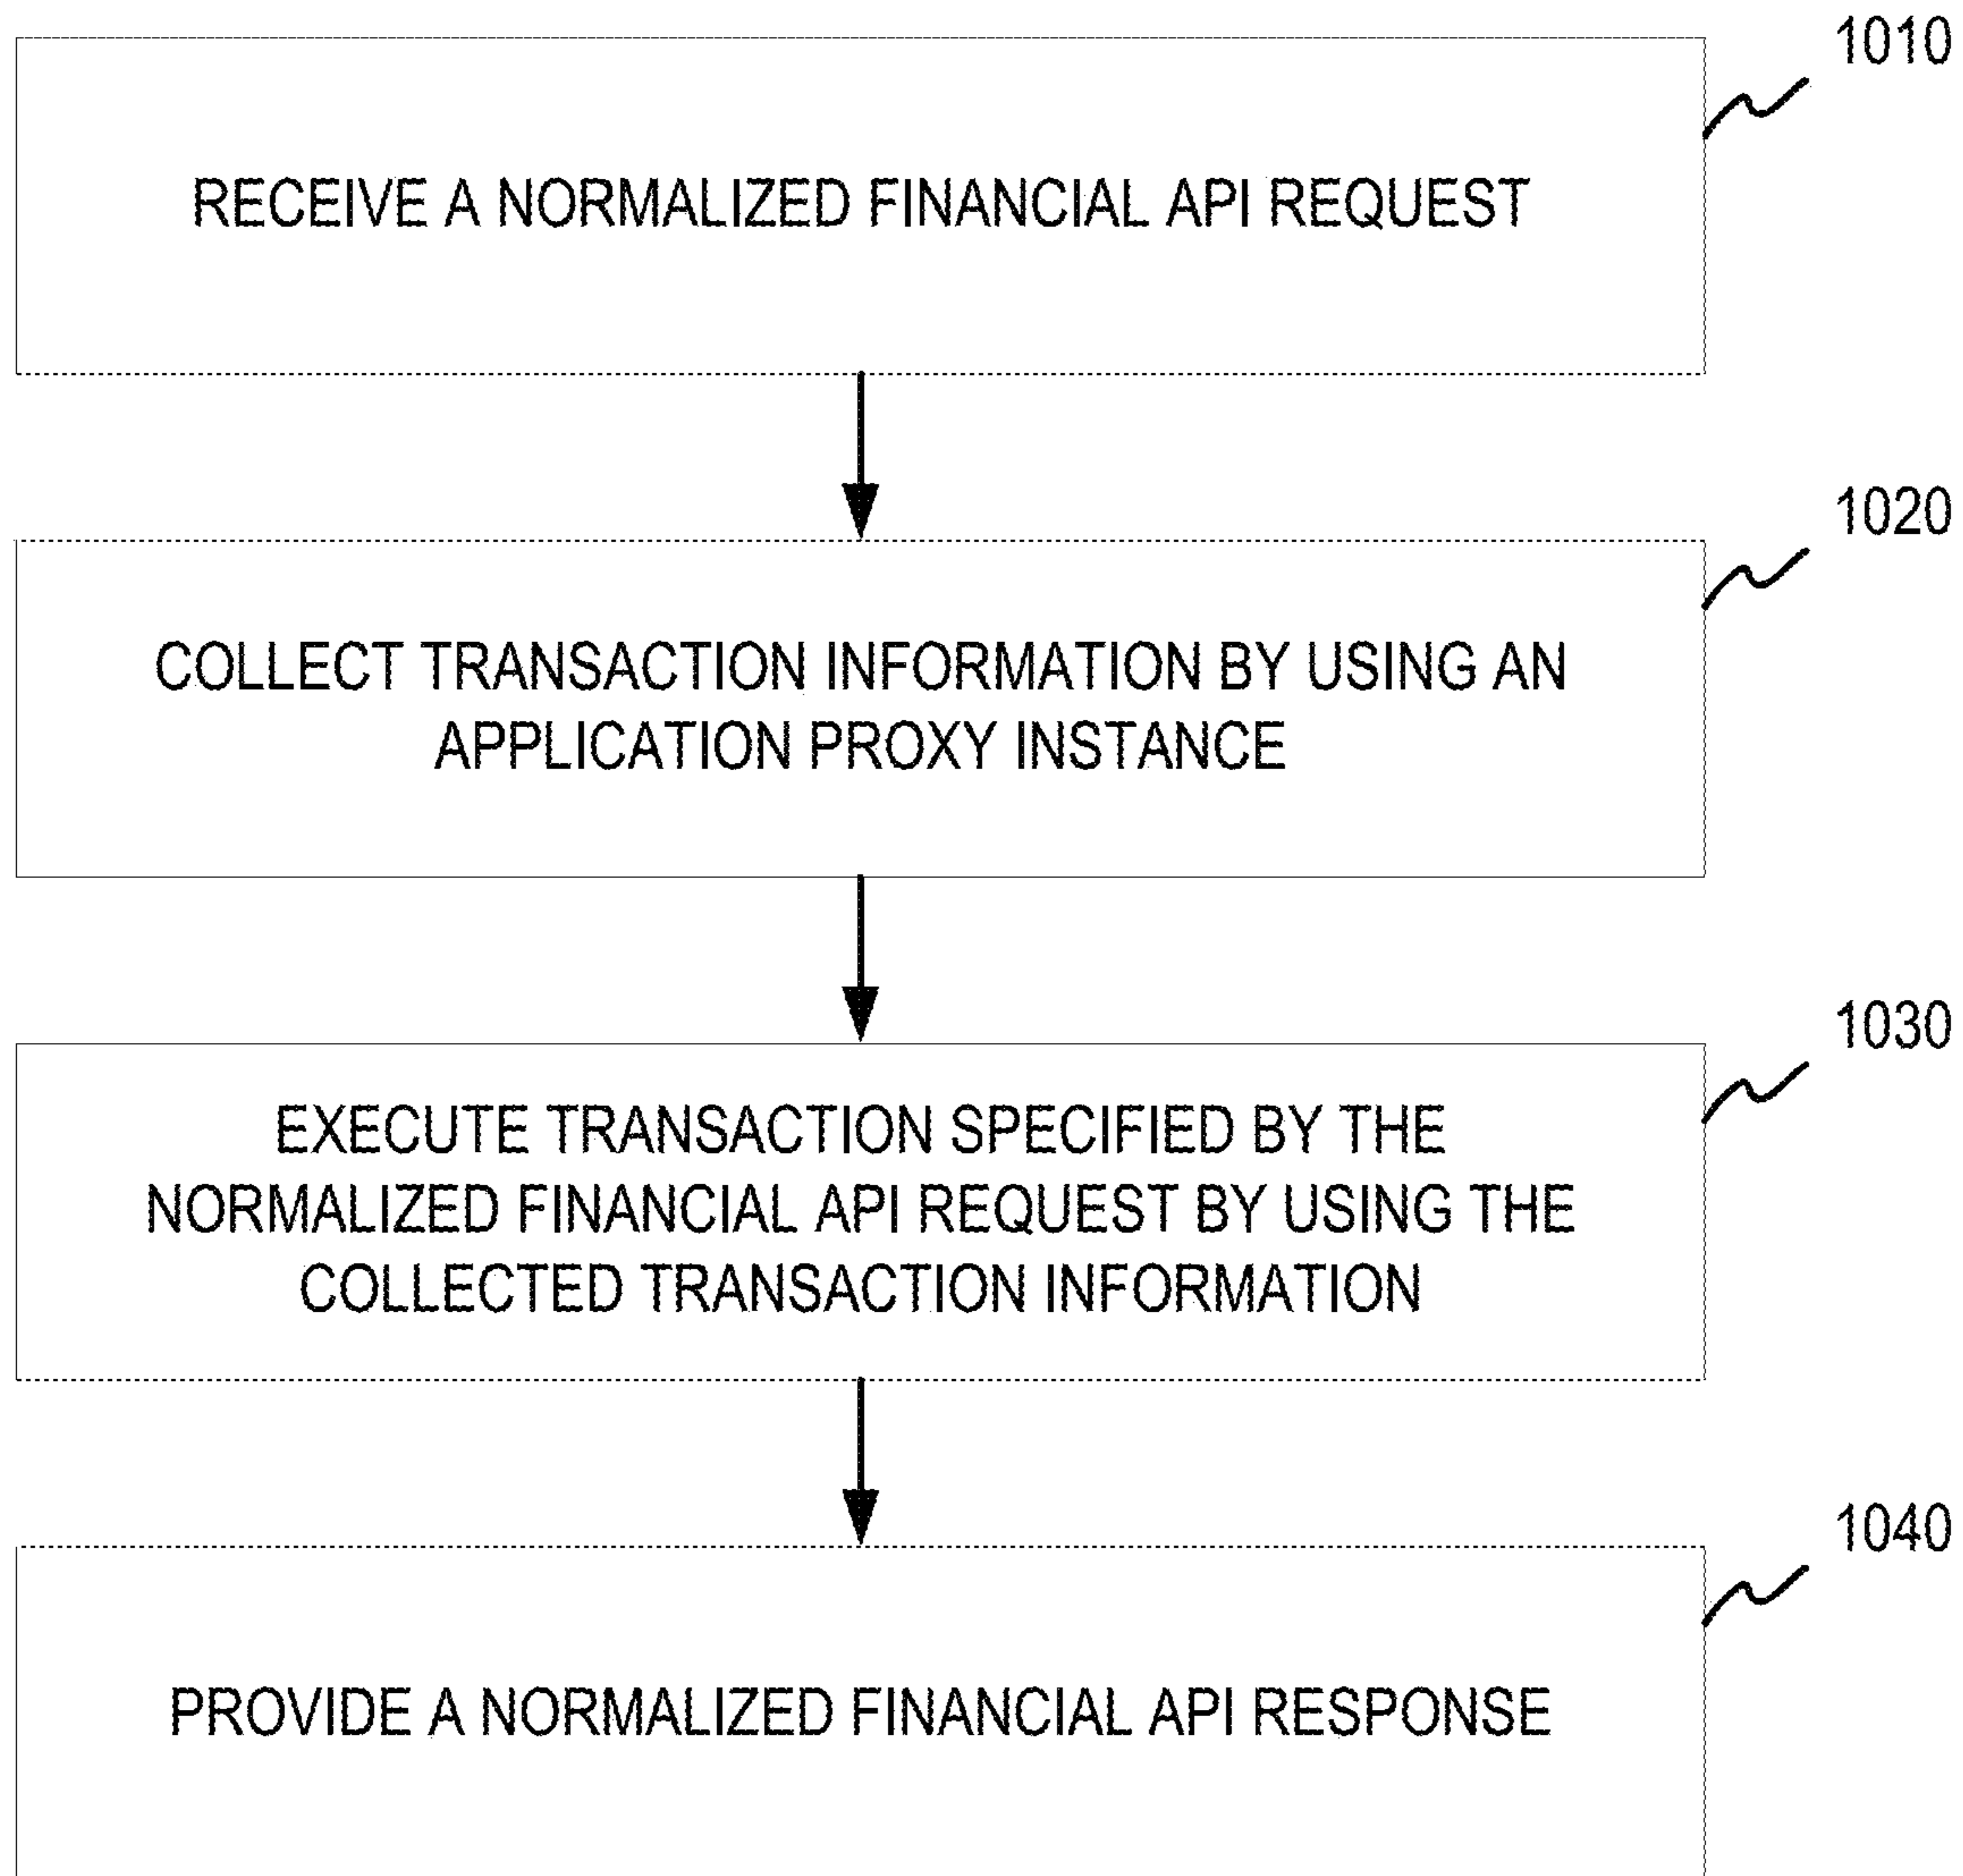 1010
RECEIVE A NORMALIZED FINANCIAL API REQUEST
1020
COLLECT TRANSACTION INFORMATION BY USING AN
APPLICATION PROXY INSTANCE
1030
EXECUTE TRANSACTION SPECIFIED BY THE
NORMALIZED FINANCIAL API REQUEST BY USING THE
COLLECTED TRANSACTION INFORMATION
1040
PROVIDE A NORMALIZED FINANCIAL API RESPONSE